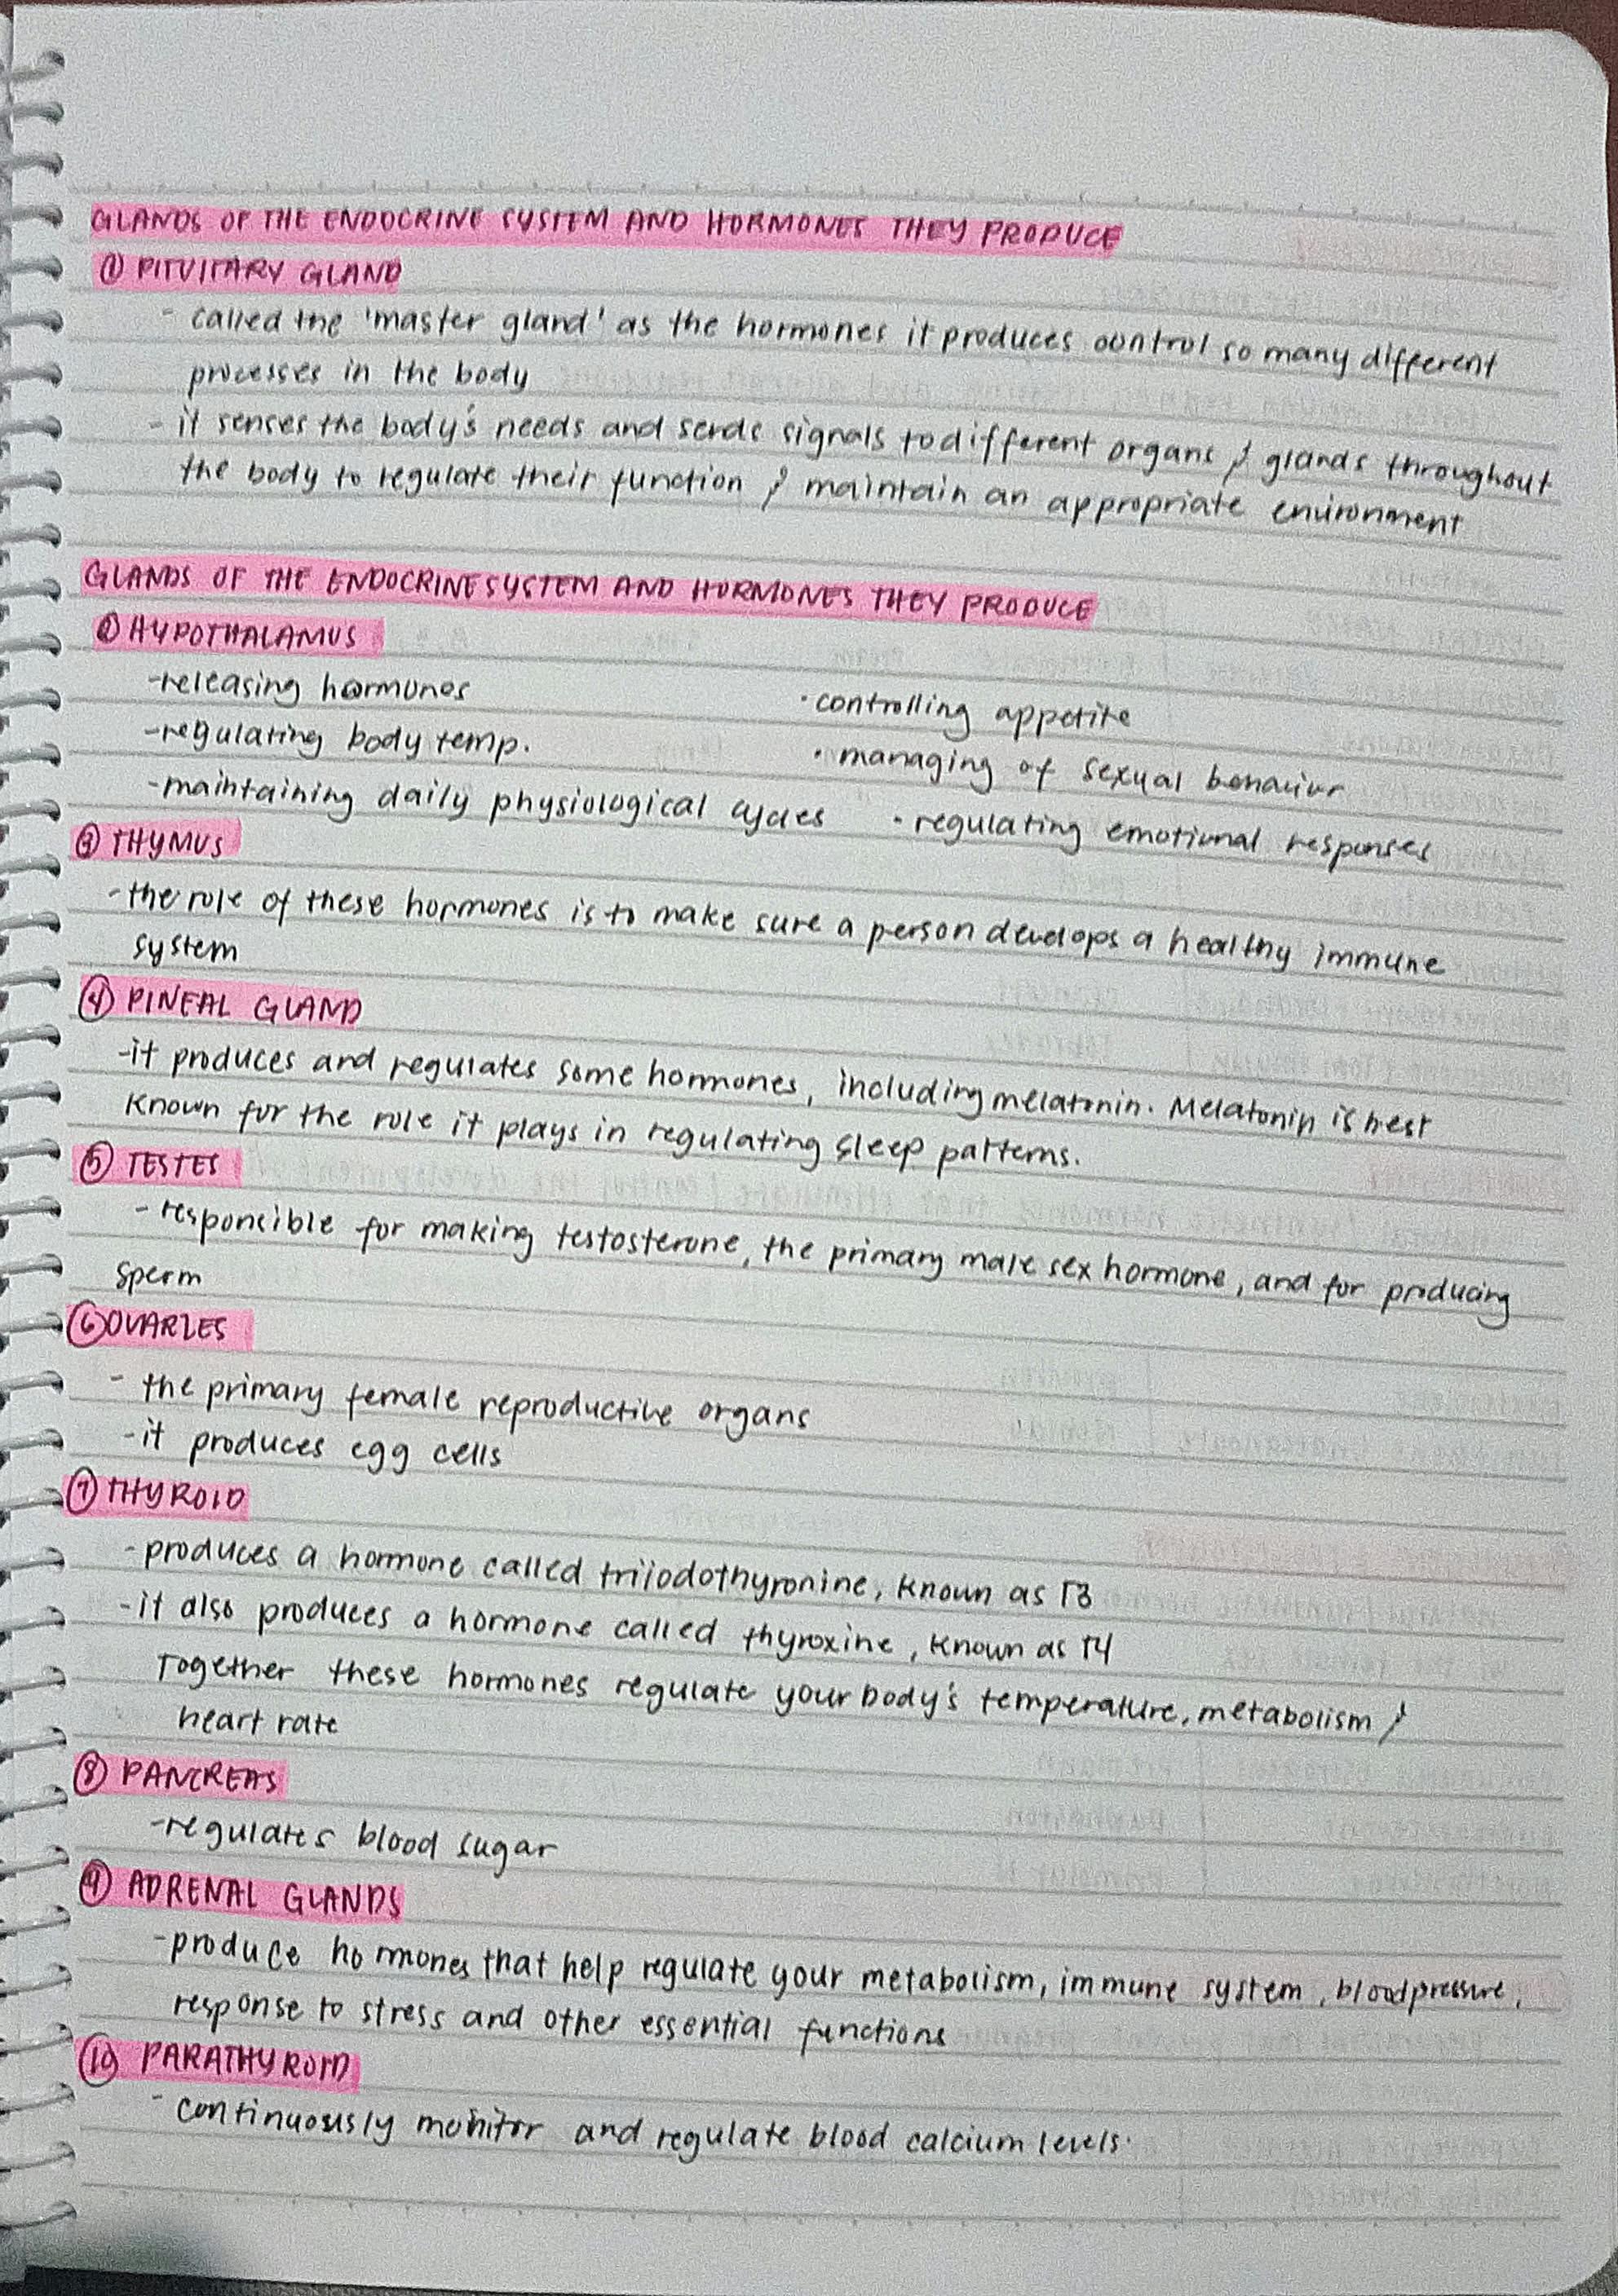 GLANDS OF THE ENDOCRINE SYSTEM AND HORMONES THEY PRODUCE
① PITUITARY GLAND
- called the 'master gland' as the hormones it produces control so many different
processes in the body
- it senses the body's needs and sends signals to different organs & glands throughout
the body to regulate their function & maintain an appropriate environment
GLANDS OF THE ENDOCRINE SYSTEM AND HORMONES THEY PRODUCE
② HYPOTHALAMUS
- releasing hormones
• controlling appetite
- regulating body temp.
• managing of sexual behavior
- maintaining daily physiological cycles • regulating emotional responses
③ THYMUS
- the role of these hormones is to make sure a person develops a healthy immune
system
④ PINEAL GLAND
- it produces and regulates some hormones, including melatonin. Melatonin is best
known for the role it plays in regulating sleep patterns.
⑤ TESTES
- responsible for making testosterone, the primary male sex hormone, and for producing
sperm
⑥ OVARIES
- the primary female reproductive organs
- it produces egg cells
⑦ THYROID
- produces a hormone called triiodothyronine, known as T3
- it also produces a hormone called thyroxine, known as T4
Together these hormones regulate your body's temperature, metabolism &
heart rate
⑧ PANCREAS
- regulates blood sugar
⑨ ADRENAL GLANDS
- produce hormones that help regulate your metabolism, immune system, blood pressure,
response to stress and other essential functions
⑩ PARATHYROID
- continuously monitor and regulate blood calcium levels.